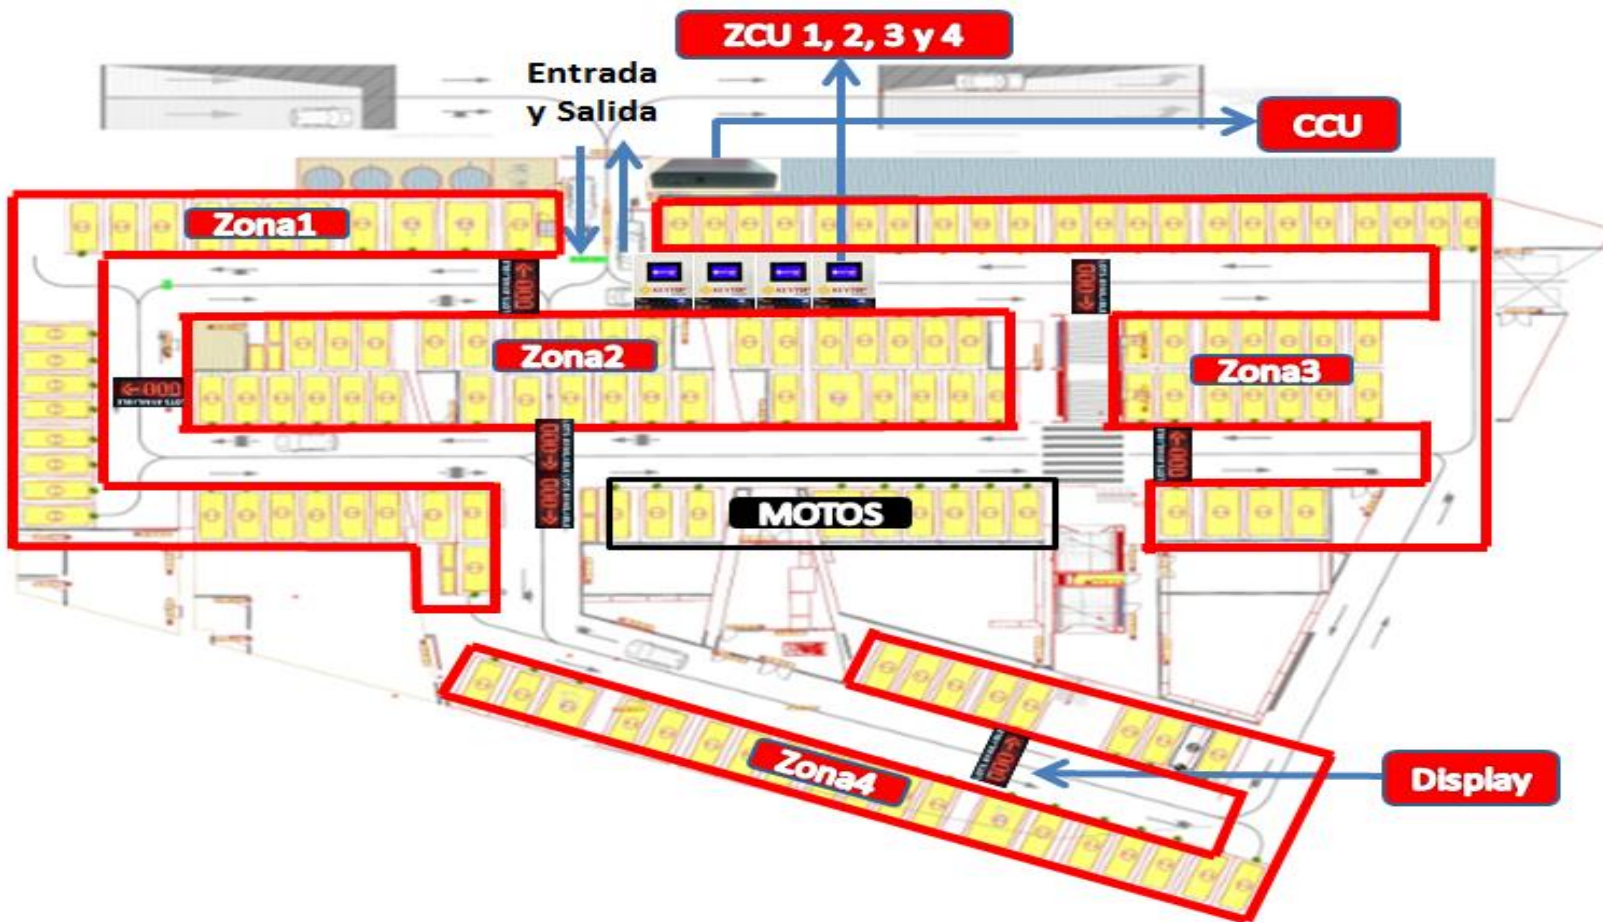 ZCU 1, 2, 3 y 4
Entrada
y Salida
CCU
Zona1
Zona2
Zona3
MOTOS
Zona4
Display